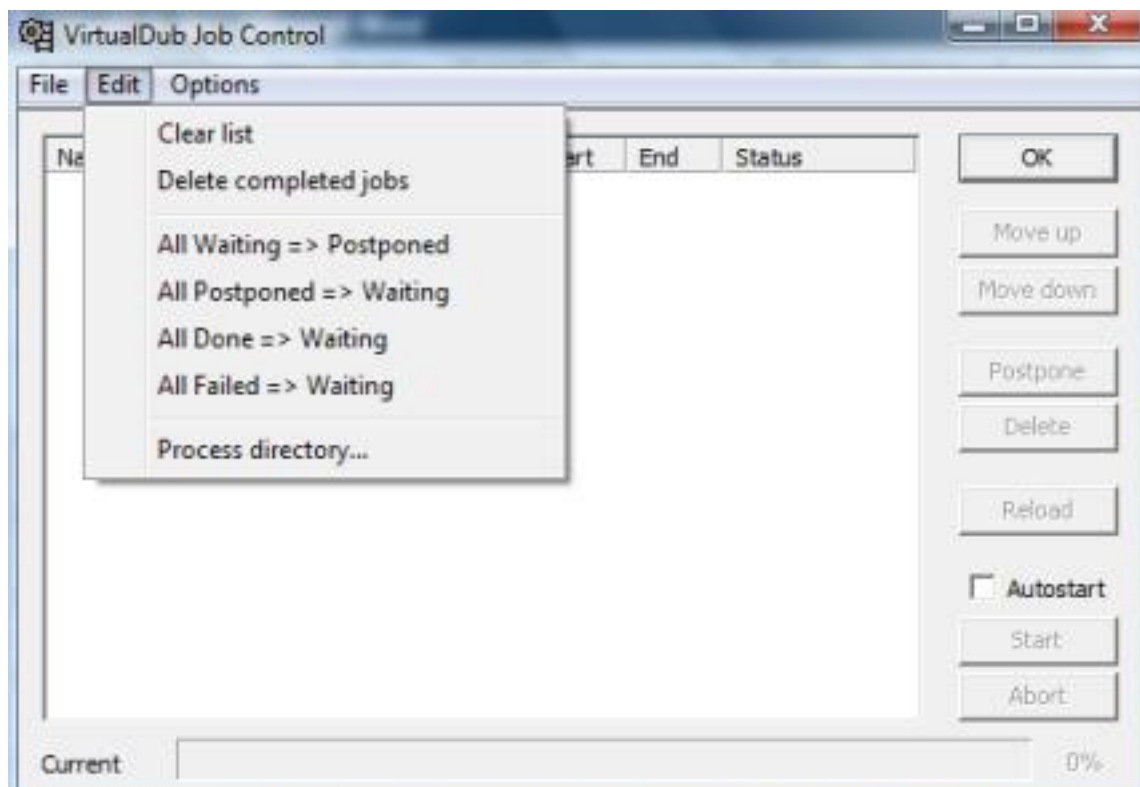 VirtualDub Job Control
File Edit Options
Na art End Status
Clear list
Delete completed jobs
All Waiting => Postponed
All Postponed => Waiting
All Done => Waiting
All Failed => Waiting
Process directory...
OK
Move up
Move down
Postpone
Delete
Reload
Autostart
Start
Abort
Current 0%